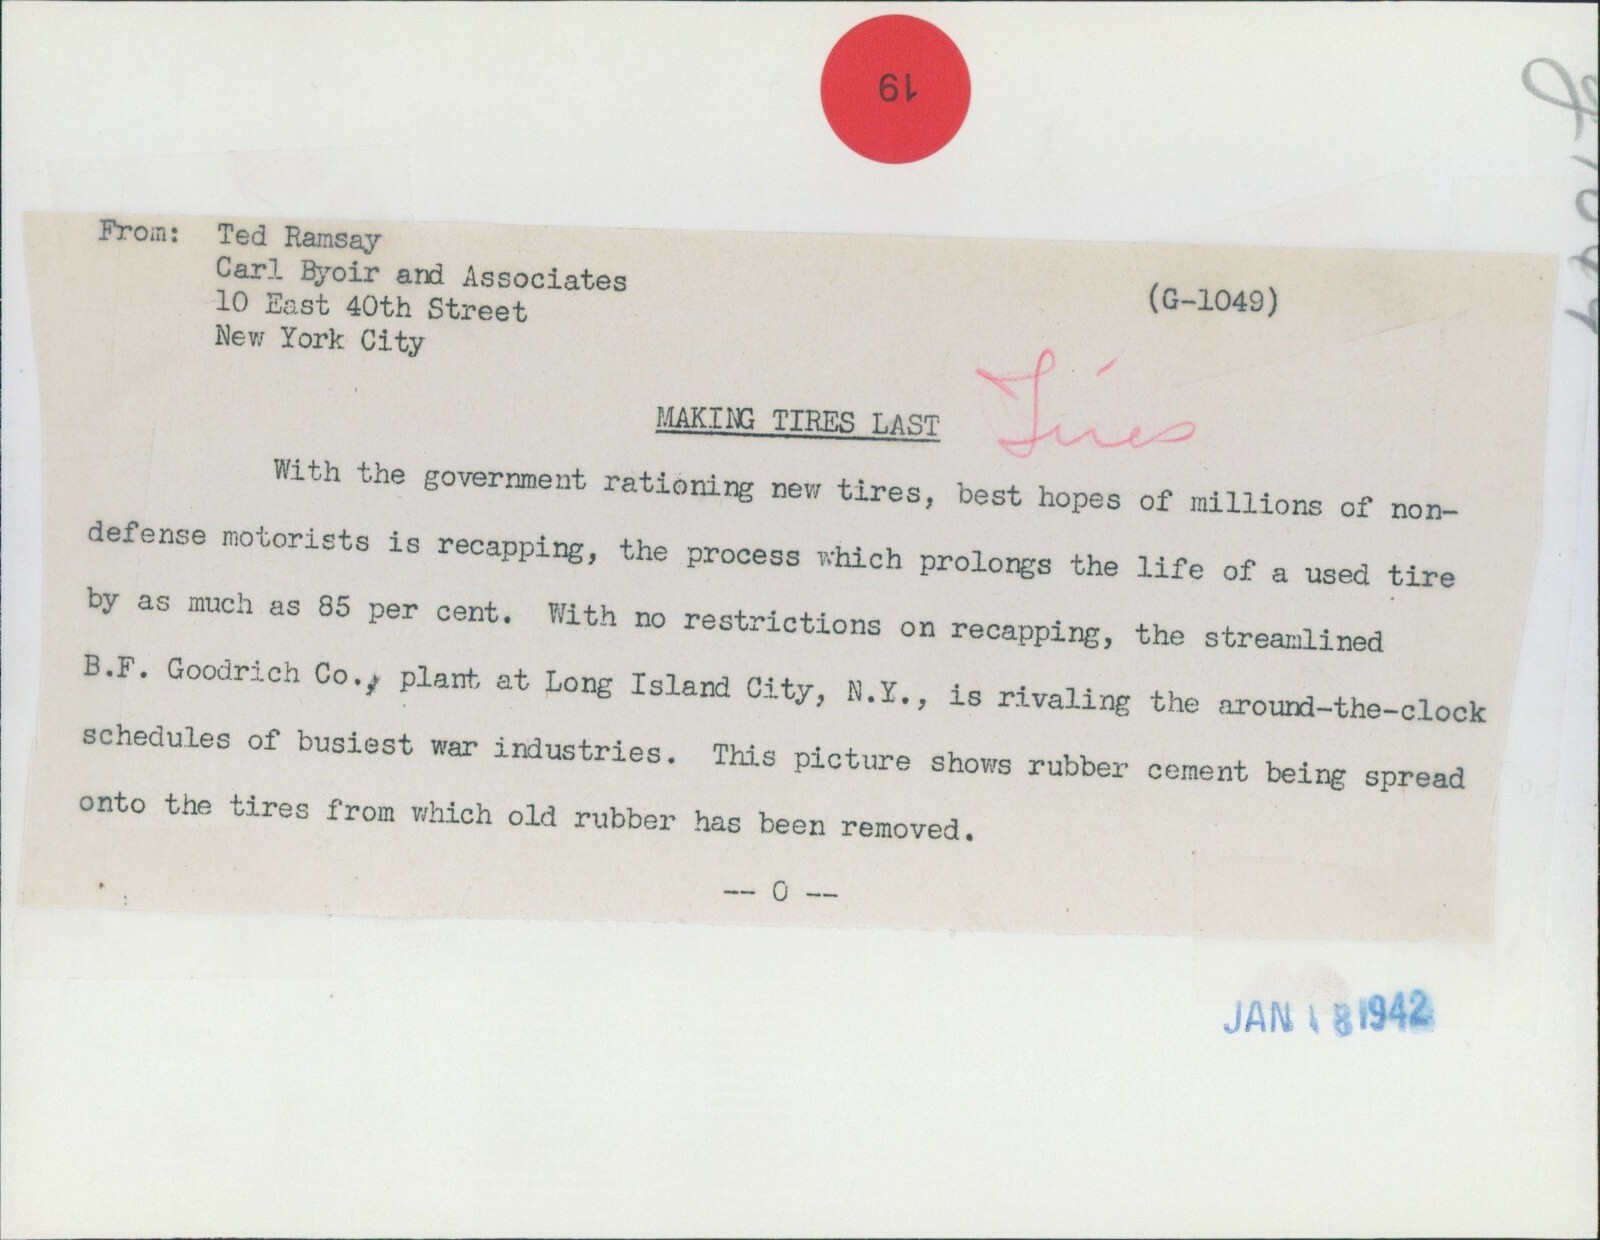 19
From: Ted Ramsay
Carl Byoir and Associates
10 East 40th Street
New York City
(G-1049)
MAKING TIRES LAST
Tires
With the government rationing new tires, best hopes of millions of non-
defense motorists is recapping, the process which prolongs the life of a used tire
by as much as 85 per cent. With no restrictions on recapping, the streamlined
B.F. Goodrich Co., plant at Long Island City, N.Y., is rivaling the around-the-clock
schedules of busiest war industries. This picture shows rubber cement being spread
onto the tires from which old rubber has been removed.
-- 0 --
JAN 18 1942